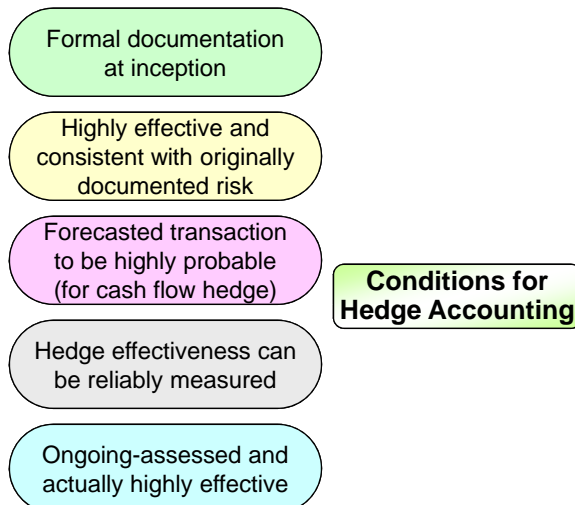 Formal documentation
at inception
Highly effective and
consistent with originally
documented risk
Forecasted transaction
to be highly probable
(for cash flow hedge)
Conditions for
Hedge Accounting
Hedge effectiveness can
be reliably measured
Ongoing-assessed and
actually highly effective